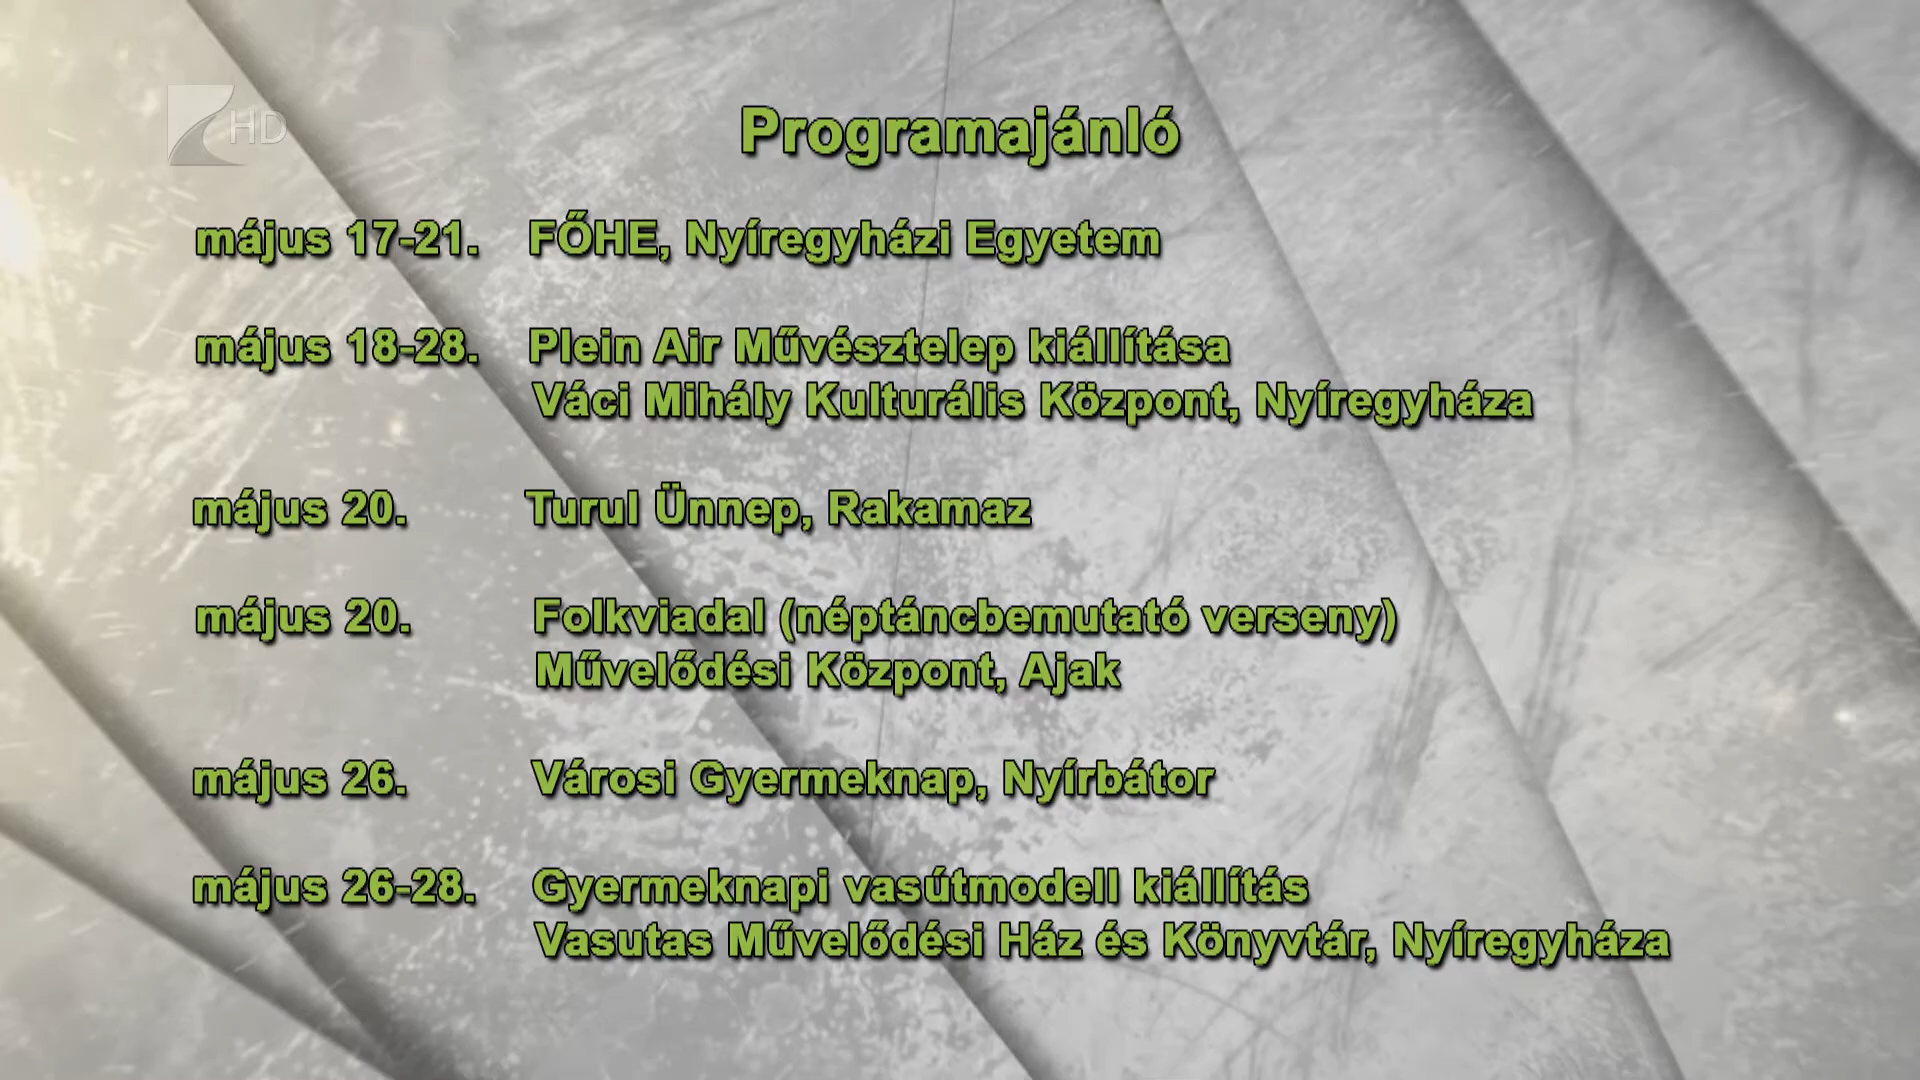 HD
Programajánló
május 17-21. FŐHE, Nyíregyházi Egyetem
május 18-28. Plein Air Művésztelep kiállítása
Váci Mihály Kulturális Központ, Nyíregyháza
május 20. Turul Ünnep, Rakamaz
május 20. Folkviadal (néptáncbemutató verseny)
Művelődési Központ, Ajak
május 26. Városi Gyermeknap, Nyírbátor
május 26-28. Gyermeknapi vasútmodell kiállítás
Vasutas Művelődési Ház és Könyvtár, Nyíregyháza